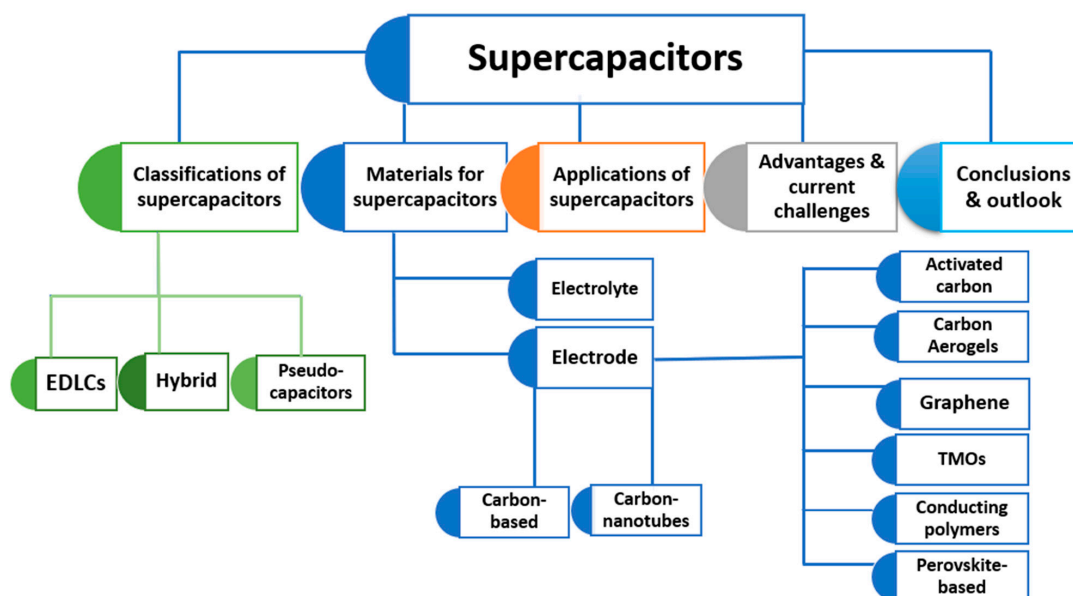 Supercapacitors
Classifications of
supercapacitors
Materials for
supercapacitors
Applications of
supercapacitors
Advantages &
current
challenges
Conclusions
& outlook
Electrolyte
Electrode
EDLCs
Hybrid
Pseudo-
capacitors
Carbon-
based
Carbon-
nanotubes
Activated
carbon
Carbon
Aerogels
Graphene
TMOs
Conducting
polymers
Perovskite-
based